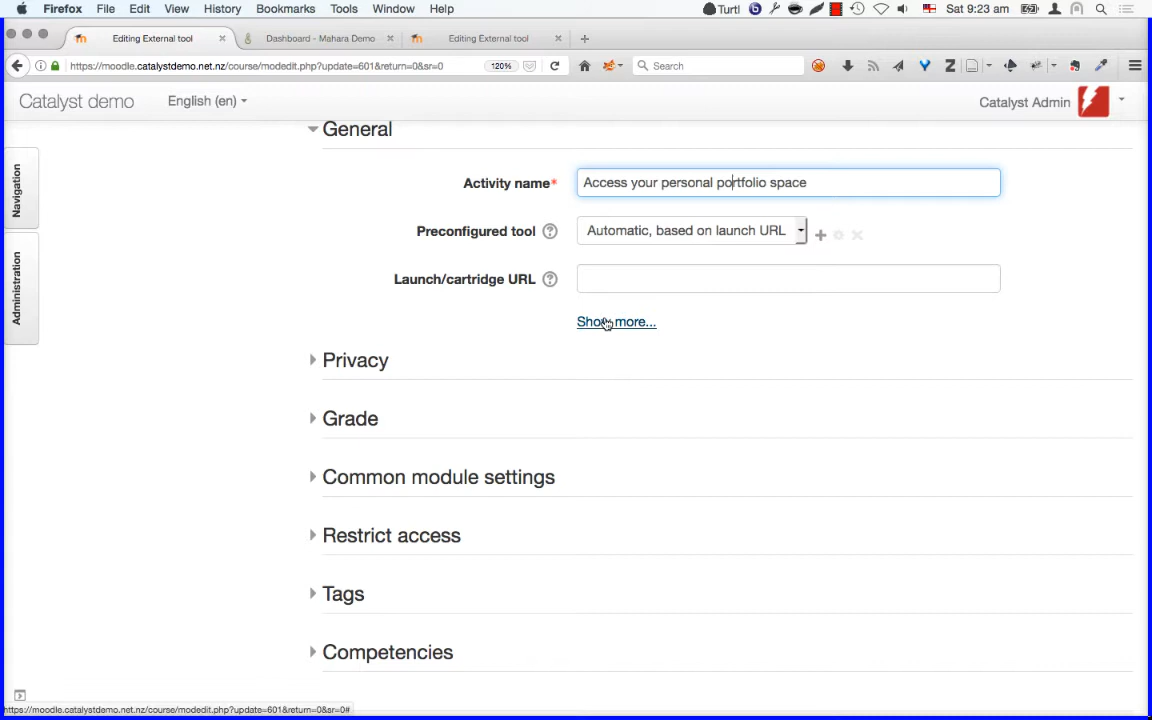 Firefox File Edit View History Bookmarks Tools Window Help Turtl Sat 9:23 am
Editing External tool Dashboard - Mahara Demo Editing External tool
https://moodle.catalystdemo.net.nz/course/modedit.php?update=601&return=0&sr=0 120% Search
Catalyst demo English (en) Catalyst Admin
General
Navigation
Activity name* Access your personal portfolio space
Preconfigured tool Automatic, based on launch URL
Administration
Launch/cartridge URL
Show more...
Privacy
Grade
Common module settings
Restrict access
Tags
Competencies
https://moodle.catalystdemo.net.nz/course/modedit.php?update=601&return=0&sr=0#